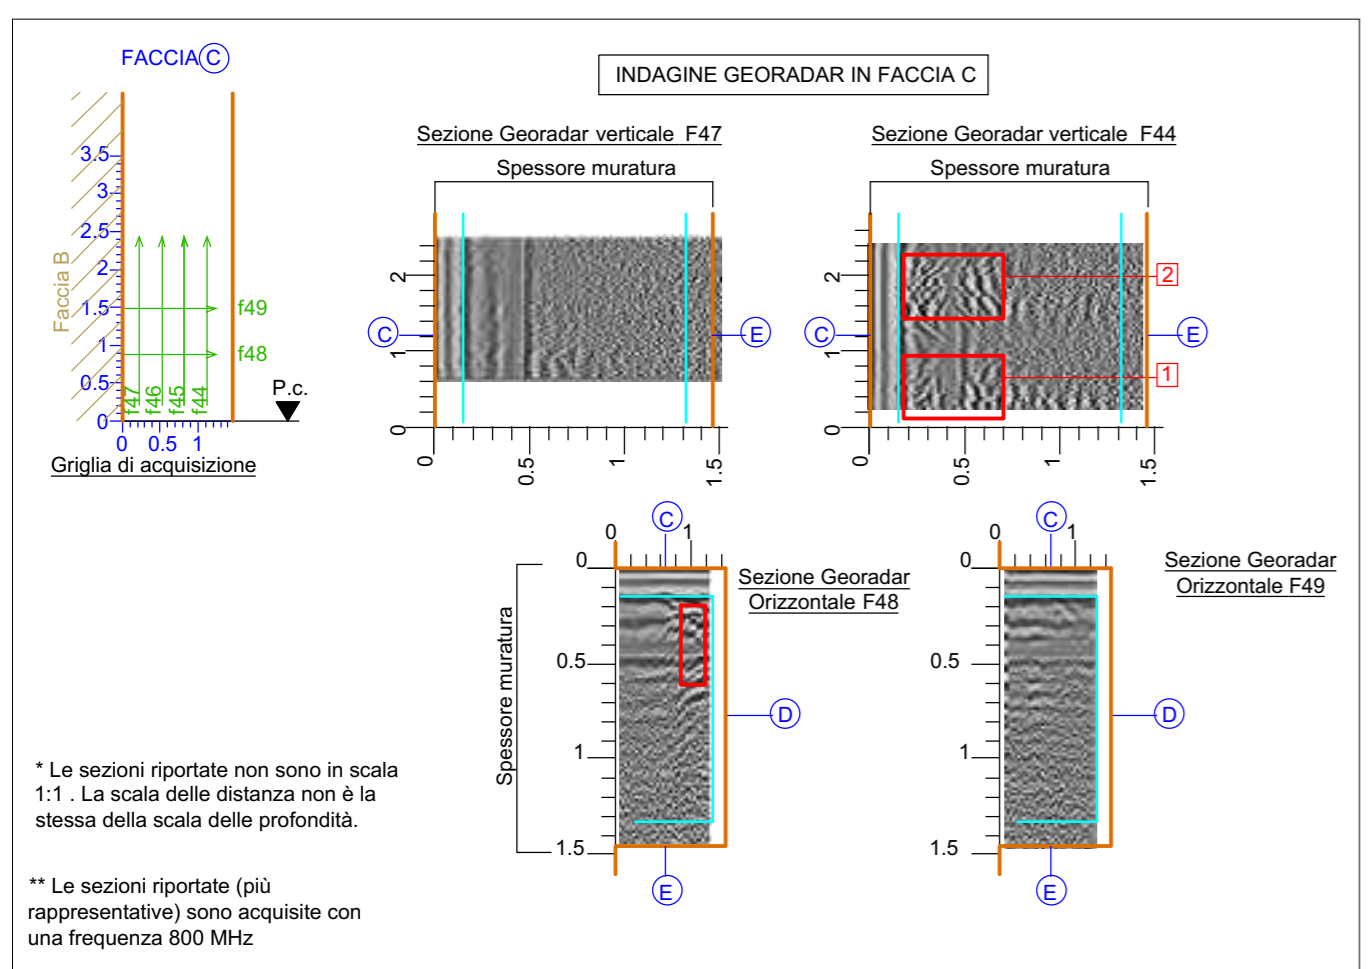 FACCIA C
INDAGINE GEORADAR IN FACCIA C
Sezione Georadar verticale F47
Spessore muratura
Sezione Georadar verticale F44
Spessore muratura
3.5
3
2.5
2
1.5
1
0.5
0
Faccia B
f49
f48
f47
f46
f45
f44
P.c.
0 0.5 1
Griglia di acquisizione
2
1
0
C
E
0 0.5 1 1.5
2
1
0
C
E
2
1
0 0.5 1 1.5
C
0 1
0
0.5
1
1.5
Spessore muratura
Sezione Georadar
Orizzontale F48
D
E
C
0 1
0
0.5
1
1.5
Sezione Georadar
Orizzontale F49
D
E
* Le sezioni riportate non sono in scala
1:1 . La scala delle distanza non è la
stessa della scala delle profondità.
** Le sezioni riportate (più
rappresentative) sono acquisite con
una frequenza 800 MHz